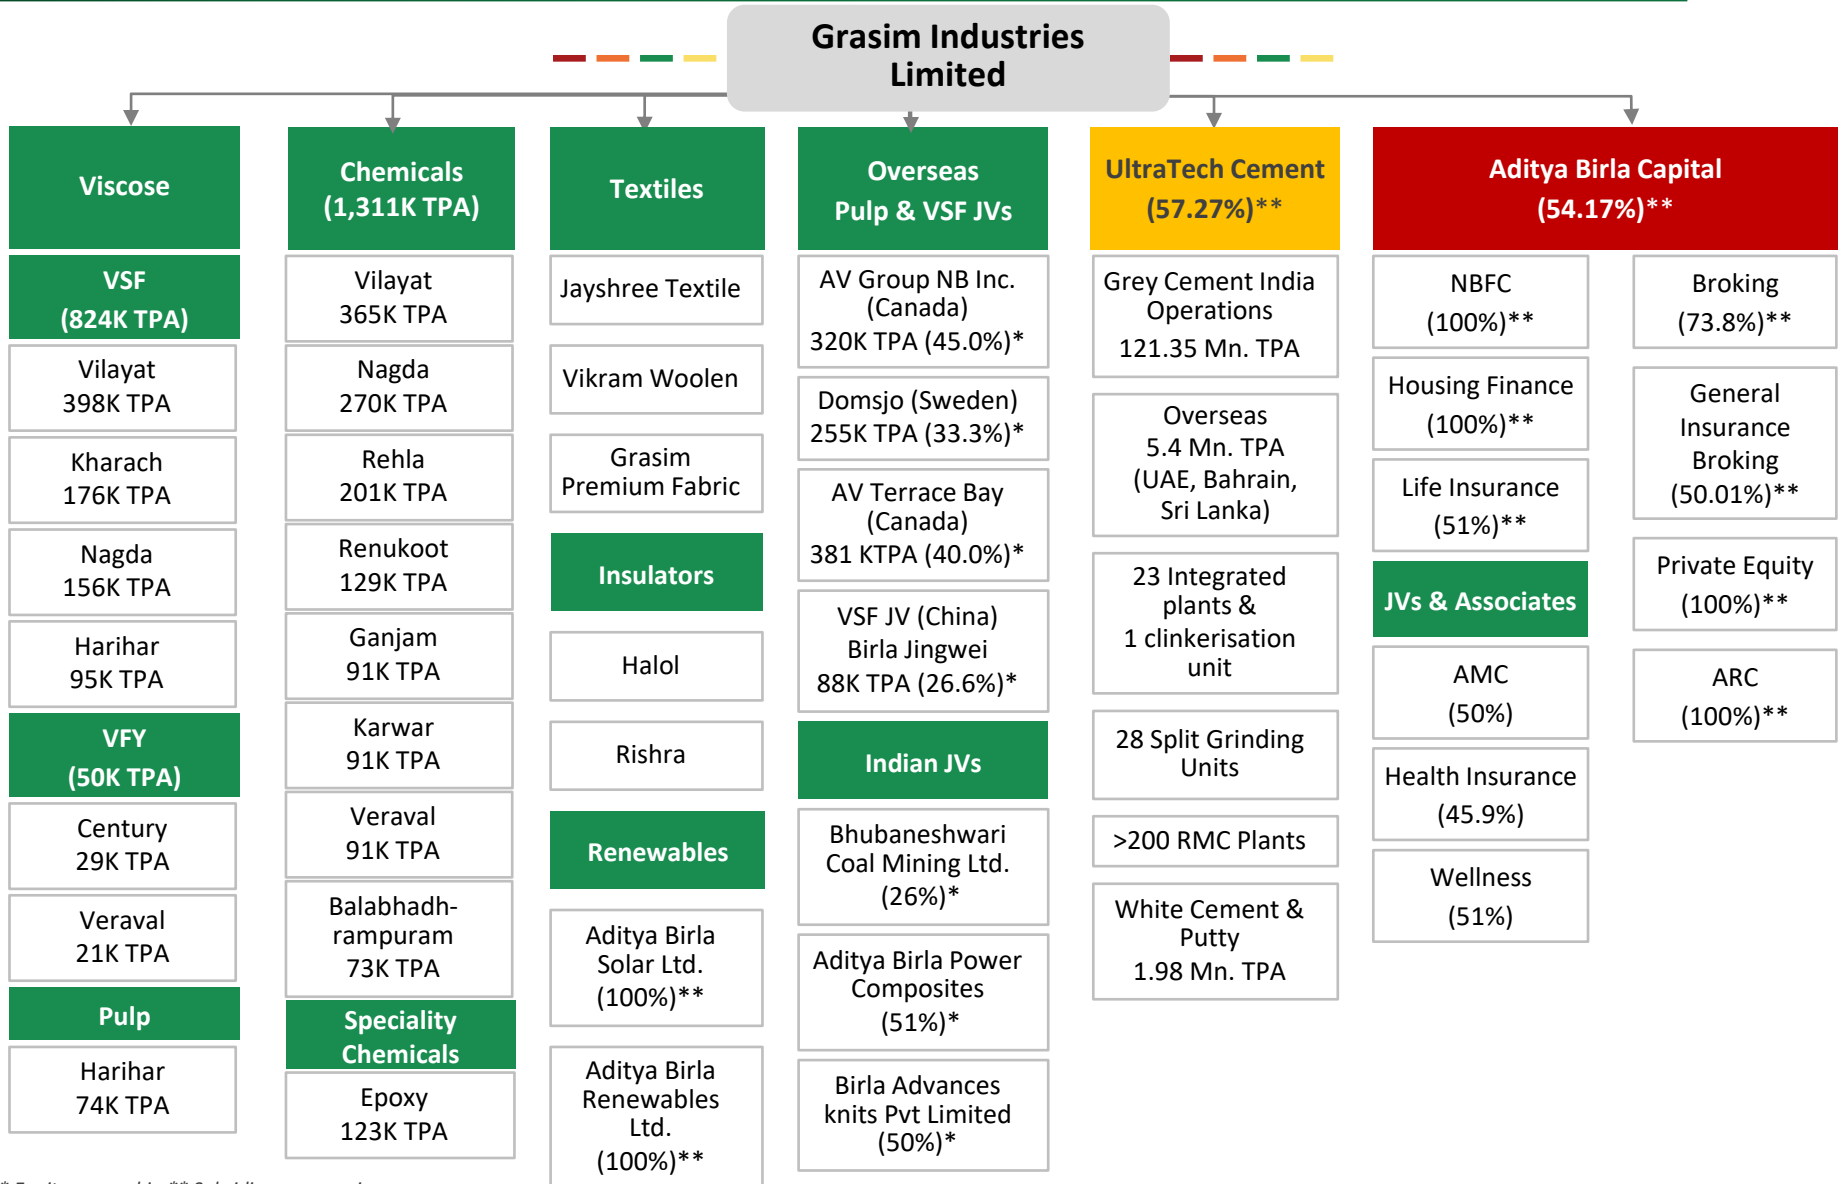 Grasim Industries
Limited
Viscose
VSF
(824K TPA)
Vilayat
398K TPA
Kharach
176K TPA
Nagda
156K TPA
Harihar
95K TPA
VFY
(50K TPA)
Century
29K TPA
Veraval
21K TPA
Pulp
Harihar
74K TPA
Chemicals
(1,311K TPA)
Vilayat
365K TPA
Nagda
270K TPA
Rehla
201K TPA
Renukoot
129K TPA
Ganjam
91K TPA
Karwar
91K TPA
Veraval
91K TPA
Balabhadh-
rampuram
73K TPA
Speciality
Chemicals
Epoxy
123K TPA
Textiles
Jayshree Textile
Vikram Woolen
Grasim
Premium Fabric
Insulators
Halol
Rishra
Renewables
Aditya Birla
Solar Ltd.
(100%)**
Aditya Birla
Renewables
Ltd.
(100%)**
Overseas
Pulp & VSF JVs
AV Group NB Inc.
(Canada)
320K TPA (45.0%)*
Domsjo (Sweden)
255K TPA (33.3%)*
AV Terrace Bay
(Canada)
381 KTPA (40.0%)*
VSF JV (China)
Birla Jingwei
88K TPA (26.6%)*
Indian JVs
Bhubaneshwari
Coal Mining Ltd.
(26%)*
Aditya Birla Power
Composites
(51%)*
Birla Advances
knits Pvt Limited
(50%)*
UltraTech Cement
(57.27%)**
Grey Cement India
Operations
121.35 Mn. TPA
Overseas
5.4 Mn. TPA
(UAE, Bahrain,
Sri Lanka)
23 Integrated
plants &
1 clinkerisation
unit
28 Split Grinding
Units
>200 RMC Plants
White Cement &
Putty
1.98 Mn. TPA
Aditya Birla Capital
(54.17%)**
NBFC
(100%)**
Housing Finance
(100%)**
Life Insurance
(51%)**
JVs & Associates
AMC
(50%)
Health Insurance
(45.9%)
Wellness
(51%)
Broking
(73.8%)**
General
Insurance
Broking
(50.01%)**
Private Equity
(100%)**
ARC
(100%)**